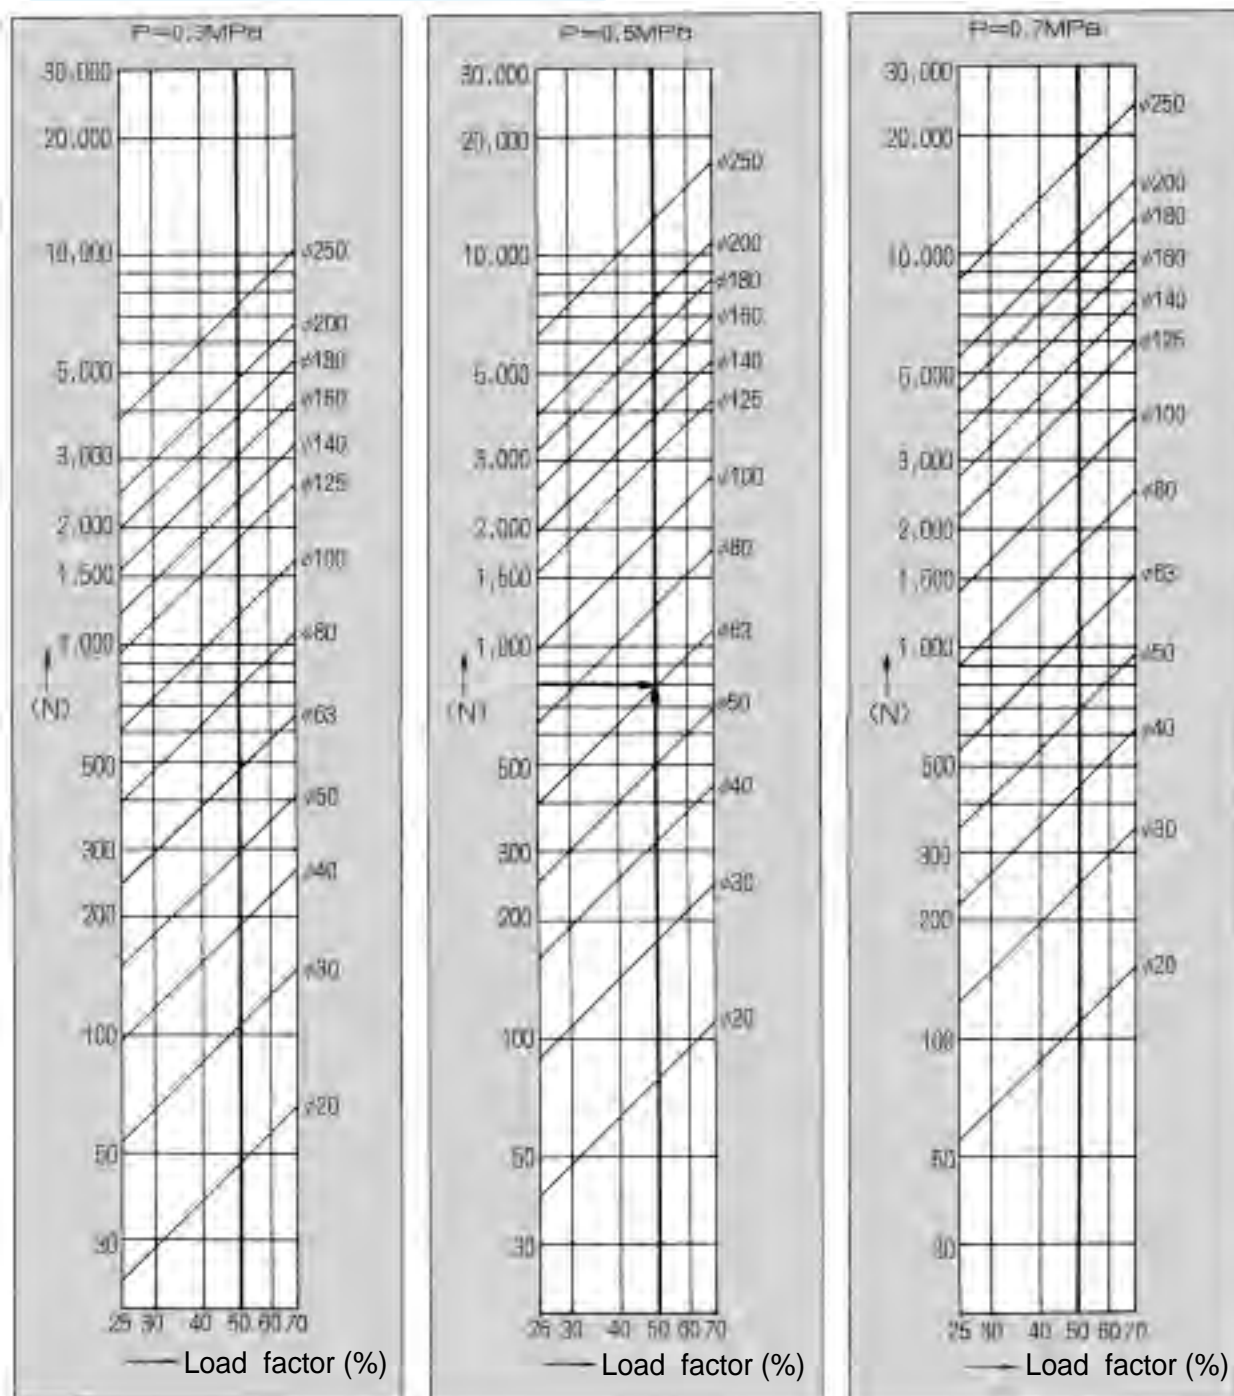 P=0.3MPa
30,000
20,000
10,000
5,000
3,000
2,000
1,500
1,000
(N)
500
300
200
100
50
30
ø250
ø200
ø180
ø160
ø140
ø125
ø100
ø80
ø63
ø50
ø40
ø30
ø20
25 30 40 50 60 70
Load factor (%)
P=0.5MPa
30,000
20,000
10,000
5,000
3,000
2,000
1,500
1,000
(N)
500
300
200
100
50
30
ø250
ø200
ø180
ø160
ø140
ø125
ø100
ø80
ø63
ø50
ø40
ø30
ø20
25 30 40 50 60 70
Load factor (%)
P=0.7MPa
30,000
20,000
10,000
5,000
3,000
2,000
1,500
1,000
(N)
500
300
200
100
50
30
ø250
ø200
ø180
ø160
ø140
ø125
ø100
ø80
ø63
ø50
ø40
ø30
ø20
25 30 40 50 60 70
Load factor (%)